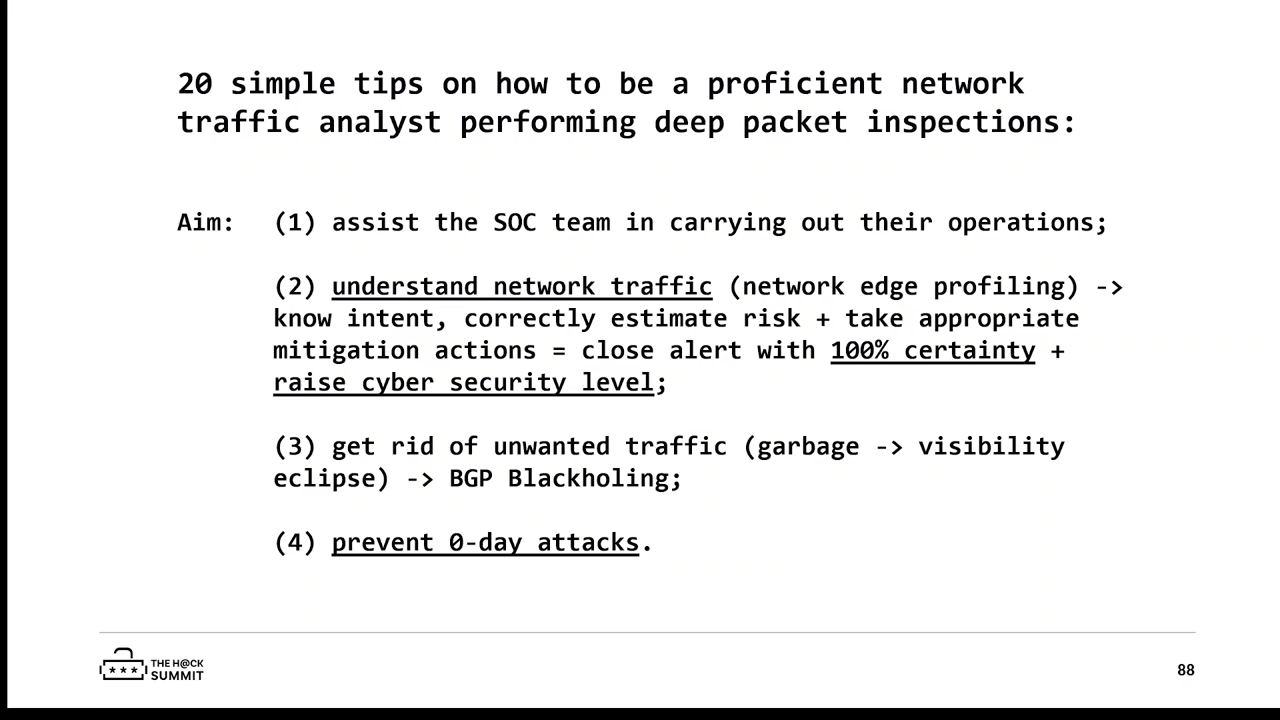 20 simple tips on how to be a proficient network
traffic analyst performing deep packet inspections:
Aim: (1) assist the SOC team in carrying out their operations;
(2) understand network traffic (network edge profiling) ->
know intent, correctly estimate risk + take appropriate
mitigation actions = close alert with 100% certainty +
raise cyber security level;
(3) get rid of unwanted traffic (garbage -> visibility
eclipse) -> BGP Blackholing;
(4) prevent 0-day attacks.
***
THE H@CK
SUMMIT
88